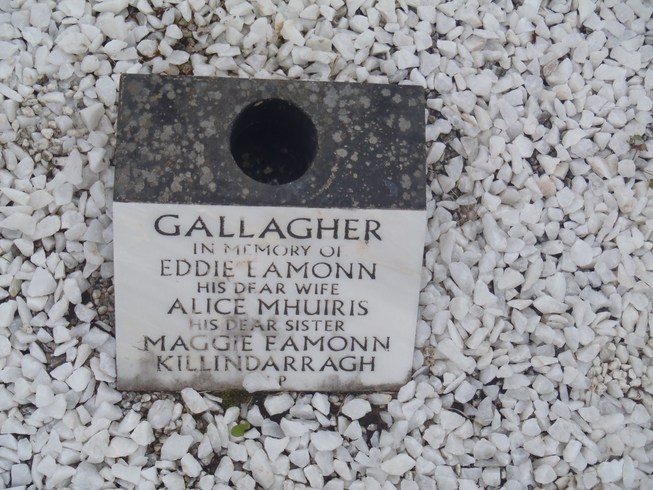 GALLAGHER
IN MEMORY OF
EDDIE EAMONN
HIS DEAR WIFE
ALICE MHUIRIS
HIS DEAR SISTER
MAGGIE EAMONN
KILLINDARRAGH
P